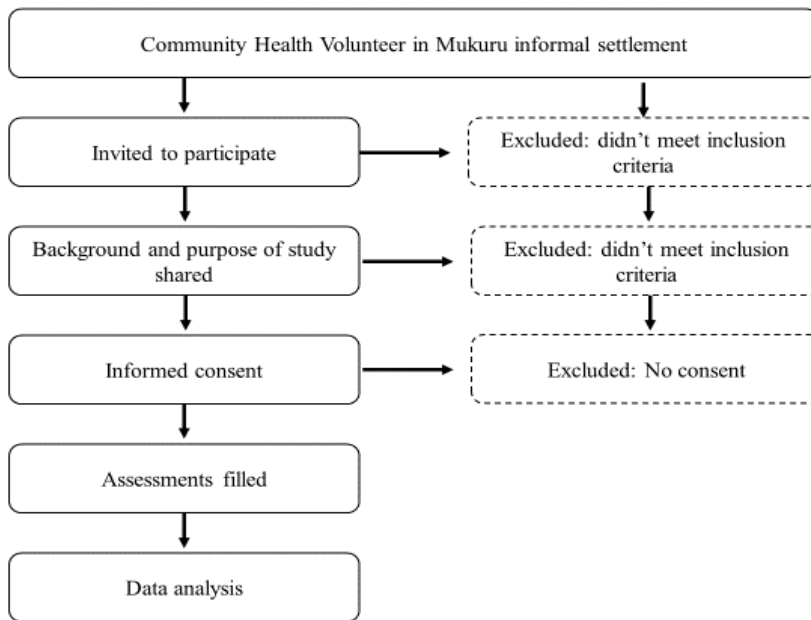 Community Health Volunteer in Mukuru informal settlement
Invited to participate
Excluded: didn't meet inclusion
criteria
Background and purpose of study
shared
Excluded: didn't meet inclusion
criteria
Informed consent
Excluded: No consent
Assessments filled
Data analysis